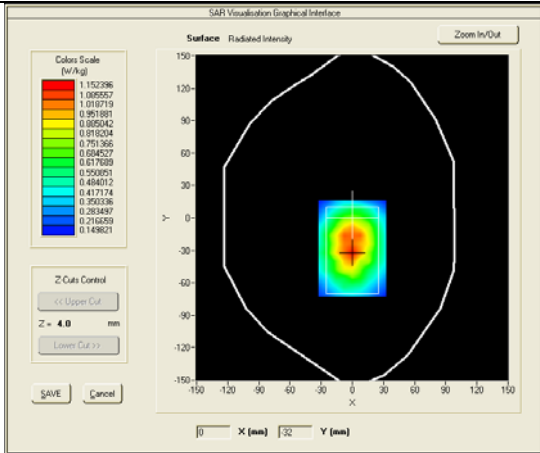 SAR Visualisation Graphical Interface
Surface Radiated Intensity
Zoom In/Out
Colors Scale
(W/kg)
1.152396
1.085557
1.018719
0.951881
0.885042
0.818204
0.751366
0.684527
0.617689
0.550851
0.484012
0.417174
0.350336
0.283497
0.216659
0.149821
Z-Cuts Control
<< Upper Cut
Z = 4.0 mm
Lower Cut >>
SAVE Cancel
150
120
90
60
30
0
-30
-60
-90
-120
-150
Y
-150 -120 -90 -60 -30 0 30 60 90 120 150
X
0 X (mm) -32 Y (mm)